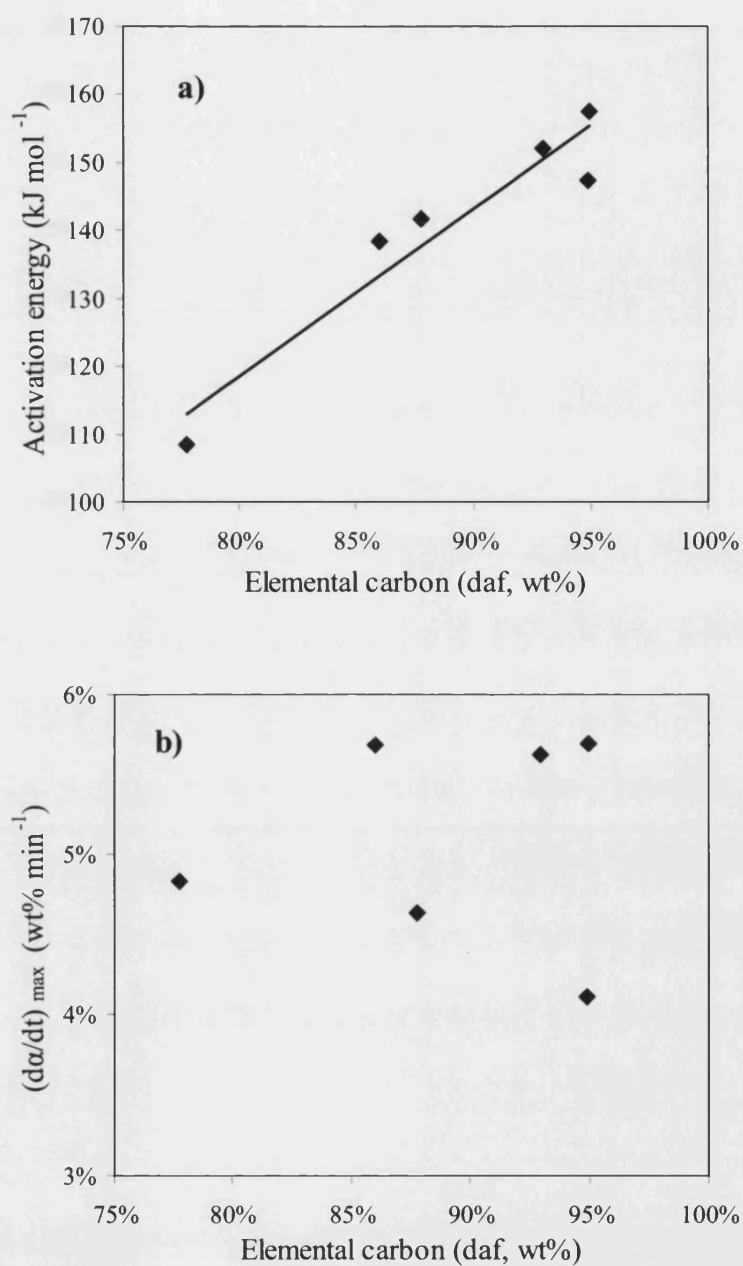 170
160
150
140
130
120
110
100
a)
Activation energy (kJ mol⁻¹)
75% 80% 85% 90% 95% 100%
Elemental carbon (daf, wt%)
6%
5%
4%
3%
b)
(dα/dt) max (wt% min⁻¹)
75% 80% 85% 90% 95% 100%
Elemental carbon (daf, wt%)